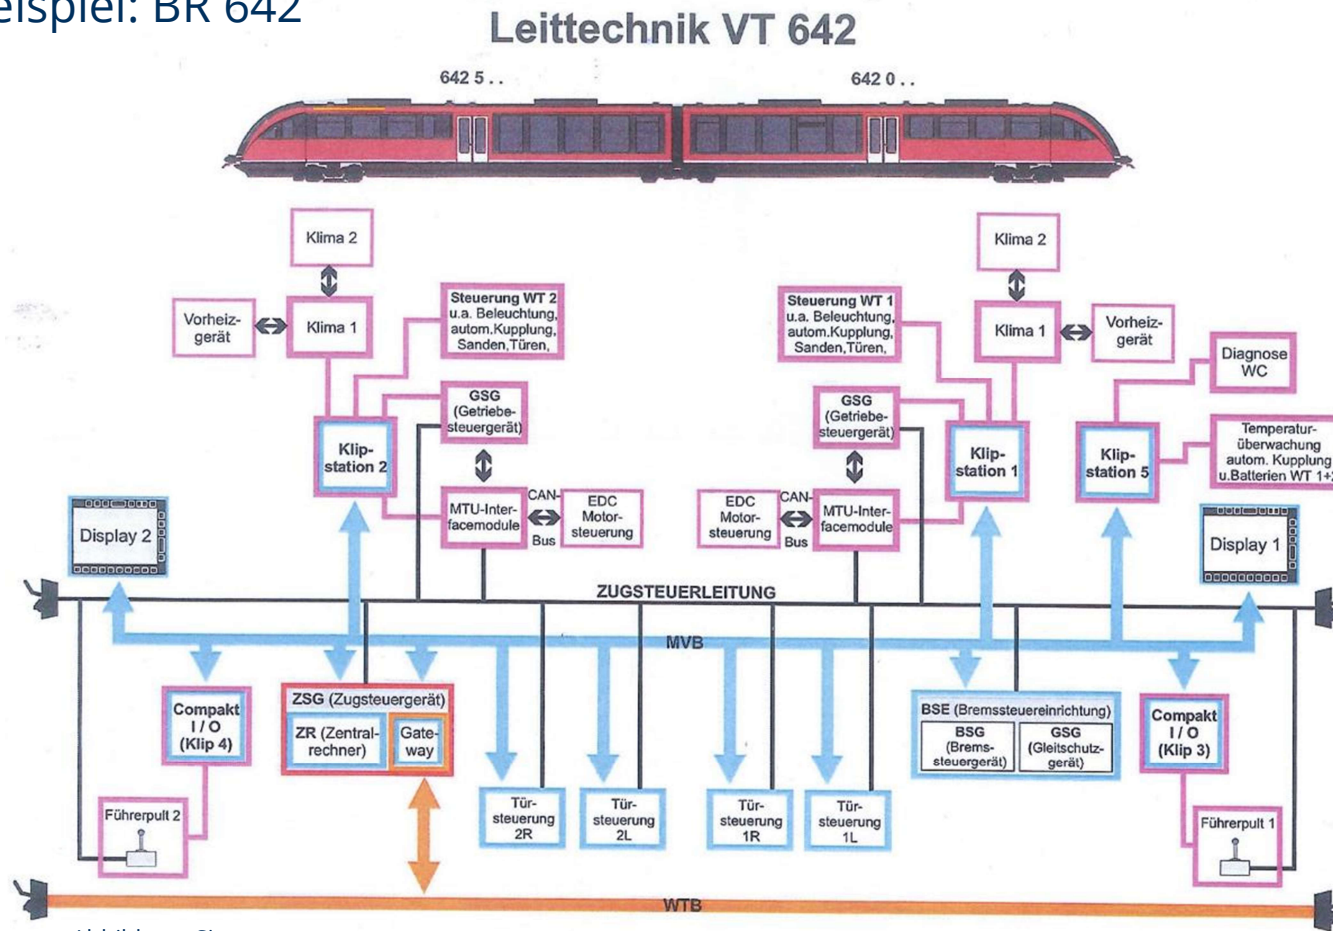 eispiel: BR 642
Leittechnik VT 642
642 5 . .
642 0 . .
Klima 2
Klima 2
Vorheiz-
gerät
Klima 1
Steuerung WT 2
u.a. Beleuchtung,
autom.Kupplung,
Sanden,Türen,
Steuerung WT 1
u.a. Beleuchtung,
autom.Kupplung,
Sanden,Türen,
Klima 1
Vorheiz-
gerät
Diagnose
WC
GSG
(Getriebe-
steuergerät)
GSG
(Getriebe-
steuergerät)
Klip-
station 2
Klip-
station 1
Klip-
station 5
Temperatur-
überwachung
autom. Kupplung
u.Batterien WT 1+2
MTU-Inter-
facemodule
CAN-
Bus
EDC
Motor-
steuerung
EDC
Motor-
steuerung
CAN-
Bus
MTU-Inter-
facemodule
Display 2
Display 1
ZUGSTEUERLEITUNG
MVB
Compakt
I / O
(Klip 4)
ZSG (Zugsteuergerät)
ZR (Zentral-
rechner)
Gate-
way
BSE (Bremssteuereinrichtung)
BSG
(Brems-
steuergerät)
GSG
(Gleitschutz-
gerät)
Compakt
I / O
(Klip 3)
Führerpult 2
Tür-
steuerung
2R
Tür-
steuerung
2L
Tür-
steuerung
1R
Tür-
steuerung
1L
Führerpult 1
WTB